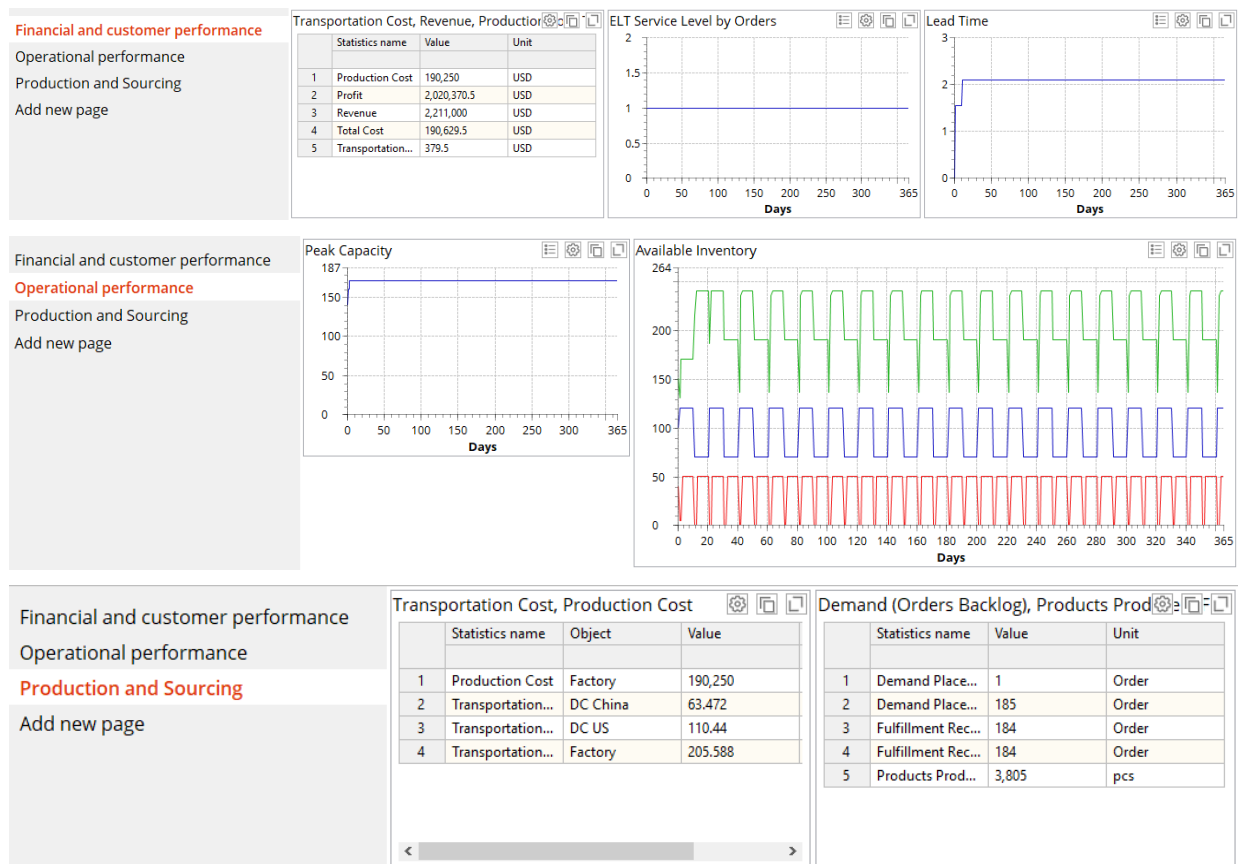 Financial and customer performance
Operational performance
Production and Sourcing
Add new page
Transportation Cost, Revenue, Production
Statistics name Value Unit
1 Production Cost 190,250 USD
2 Profit 2,020,370.5 USD
3 Revenue 2,211,000 USD
4 Total Cost 190,629.5 USD
5 Transportation... 379.5 USD
ELT Service Level by Orders
2
1.5
1
0.5
0
0 50 100 150 200 250 300 365
Days
Lead Time
3
2
1
0
0 50 100 150 200 250 300 365
Days
Financial and customer performance
Operational performance
Production and Sourcing
Add new page
Peak Capacity
187
150
100
50
0
0 50 100 150 200 250 300 365
Days
Available Inventory
264
200
150
100
50
0
0 20 40 60 80 100 120 140 160 180 200 220 240 260 280 300 320 340 365
Days
Financial and customer performance
Operational performance
Production and Sourcing
Add new page
Transportation Cost, Production Cost
Statistics name Object Value
1 Production Cost Factory 190,250
2 Transportation... DC China 63.472
3 Transportation... DC US 110.44
4 Transportation... Factory 205.588
Demand (Orders Backlog), Products Prod
Statistics name Value Unit
1 Demand Place... 1 Order
2 Demand Place... 185 Order
3 Fulfillment Rec... 184 Order
4 Fulfillment Rec... 184 Order
5 Products Prod... 3,805 pcs